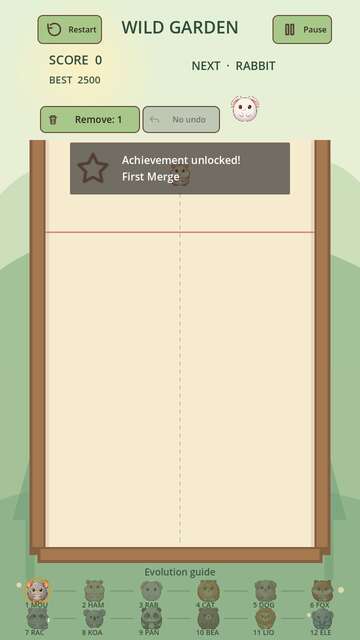 Restart
WILD GARDEN
Pause
SCORE 0
BEST 2500
NEXT · RABBIT
Remove: 1
No undo
Achievement unlocked!
First Merge
Evolution guide
1 MOU
2 HAM
3 RAB
4 CAT
5 DOG
6 FOX
7 RAC
8 KOA
9 PAN
10 BEA
11 LIO
12 ELE